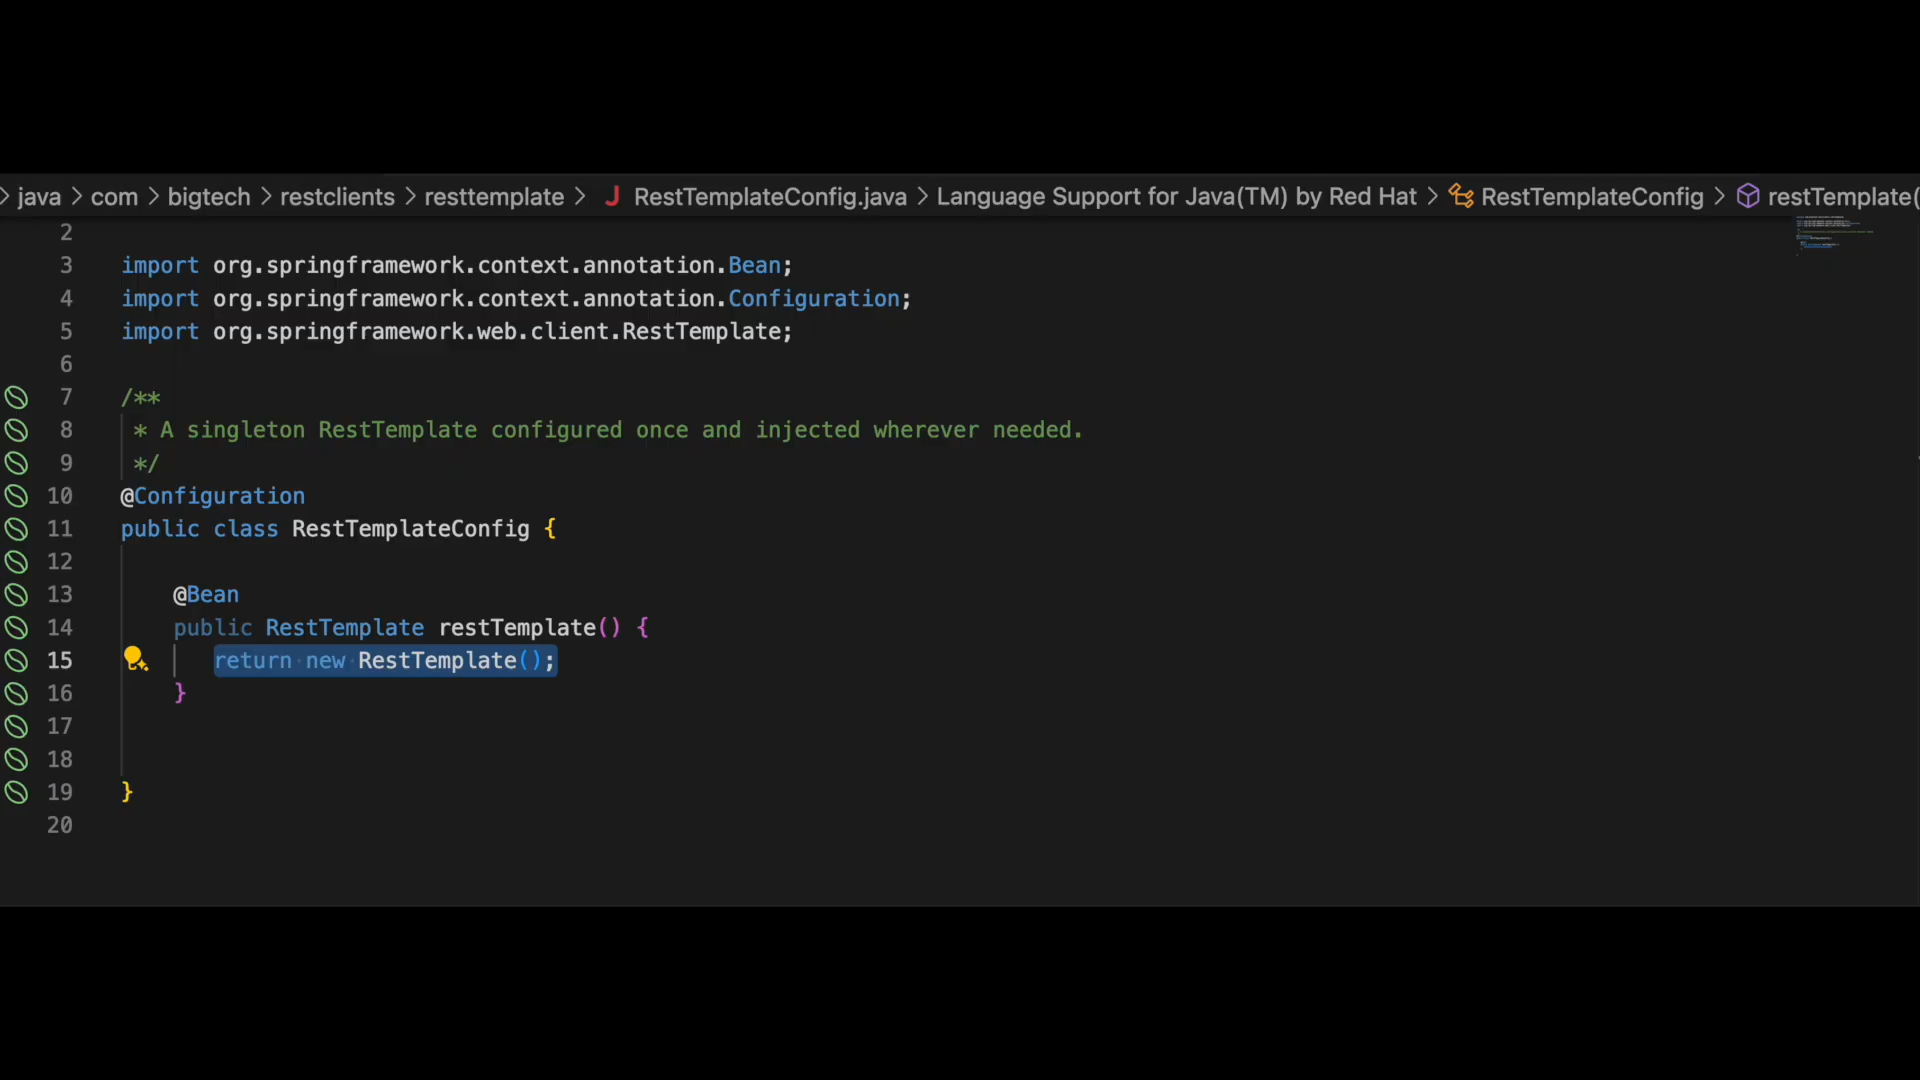 java > com > bigtech > restclients > resttemplate > J RestTemplateConfig.java > Language Support for Java(TM) by Red Hat > RestTemplateConfig > restTemplate(
2
3 import org.springframework.context.annotation.Bean;
4 import org.springframework.context.annotation.Configuration;
5 import org.springframework.web.client.RestTemplate;
6
7 /**
8 * A singleton RestTemplate configured once and injected wherever needed.
9 */
10 @Configuration
11 public class RestTemplateConfig {
12
13 @Bean
14 public RestTemplate restTemplate() {
15 return new RestTemplate();
16 }
17
18
19 }
20